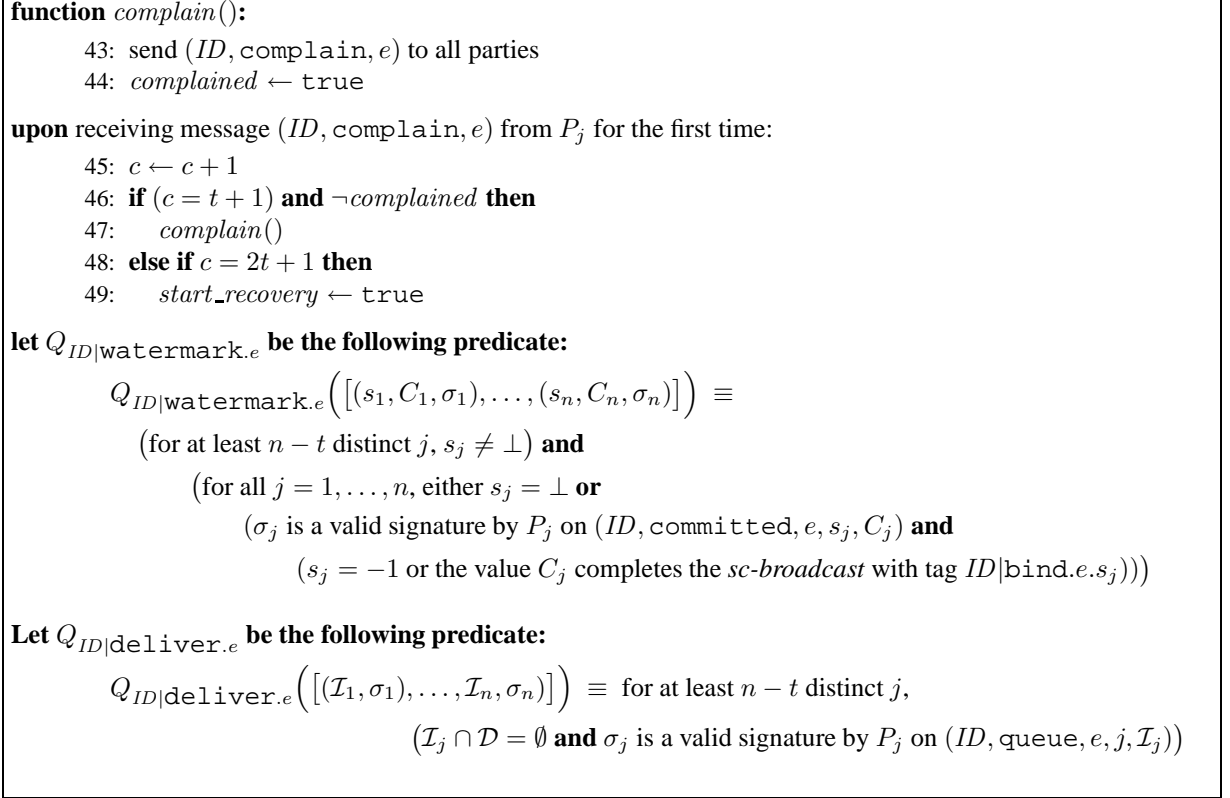 function complain():
43: send (ID, complain, e) to all parties
44: complained ← true
upon receiving message (ID, complain, e) from P_j for the first time:
45: c ← c + 1
46: if (c = t + 1) and ¬complained then
47: complain()
48: else if c = 2t + 1 then
49: start_recovery ← true
let Q_{ID|watermark.e} be the following predicate:
Q_{ID|watermark.e}([(s_1, C_1, σ_1), . . . , (s_n, C_n, σ_n)]) ≡
(for at least n − t distinct j, s_j ≠ ⊥) and
(for all j = 1, . . . , n, either s_j = ⊥ or
(σ_j is a valid signature by P_j on (ID, committed, e, s_j, C_j) and
(s_j = −1 or the value C_j completes the sc-broadcast with tag ID|bind.e.s_j)))
Let Q_{ID|deliver.e} be the following predicate:
Q_{ID|deliver.e}([(I_1, σ_1), . . . , I_n, σ_n)]) ≡ for at least n − t distinct j,
(I_j ∩ D = ∅ and σ_j is a valid signature by P_j on (ID, queue, e, j, I_j))